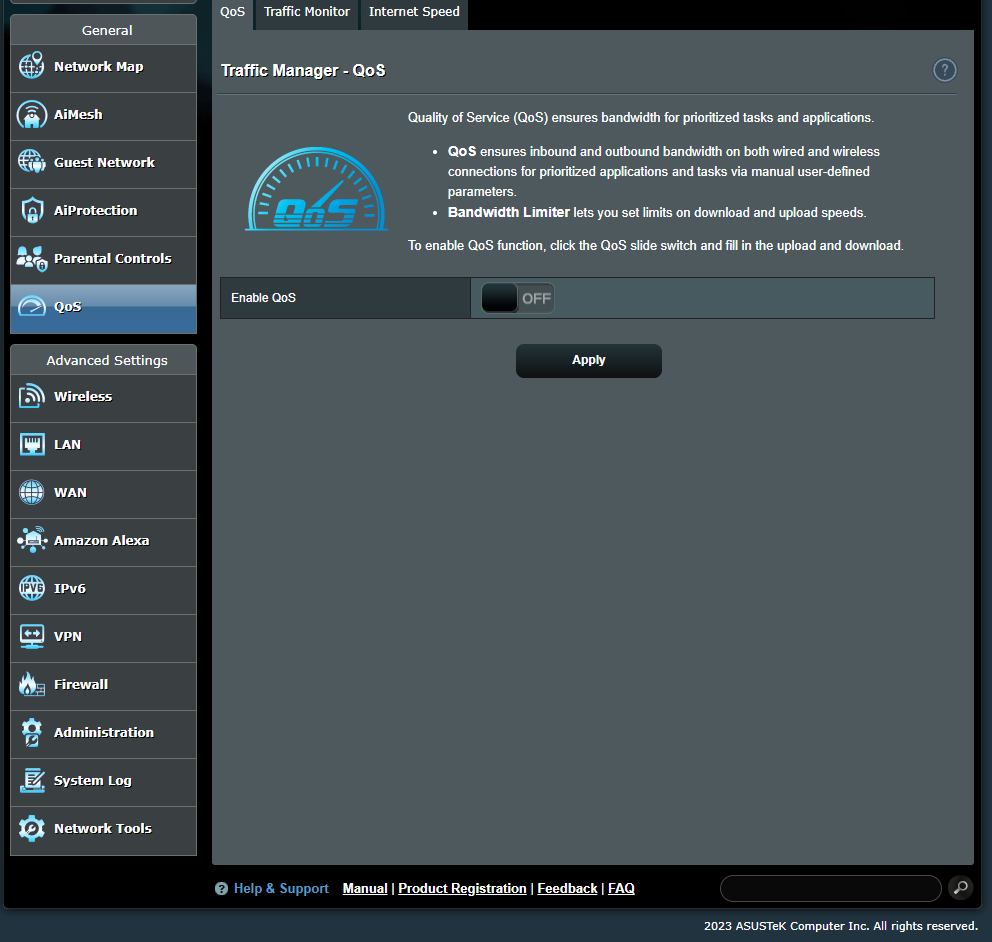 General
Network Map
AiMesh
Guest Network
AiProtection
Parental Controls
QoS
Advanced Settings
Wireless
LAN
WAN
Amazon Alexa
IPV6
IPv6
VPN
Firewall
Administration
System Log
Network Tools
QoS Traffic Monitor Internet Speed
Traffic Manager - QoS
?
QoS
Quality of Service (QoS) ensures bandwidth for prioritized tasks and applications.
• QoS ensures inbound and outbound bandwidth on both wired and wireless
connections for prioritized applications and tasks via manual user-defined
parameters.
• Bandwidth Limiter lets you set limits on download and upload speeds.
To enable QoS function, click the QoS slide switch and fill in the upload and download.
Enable QoS OFF
Apply
? Help & Support Manual | Product Registration | Feedback | FAQ
2023 ASUSTeK Computer Inc. All rights reserved.